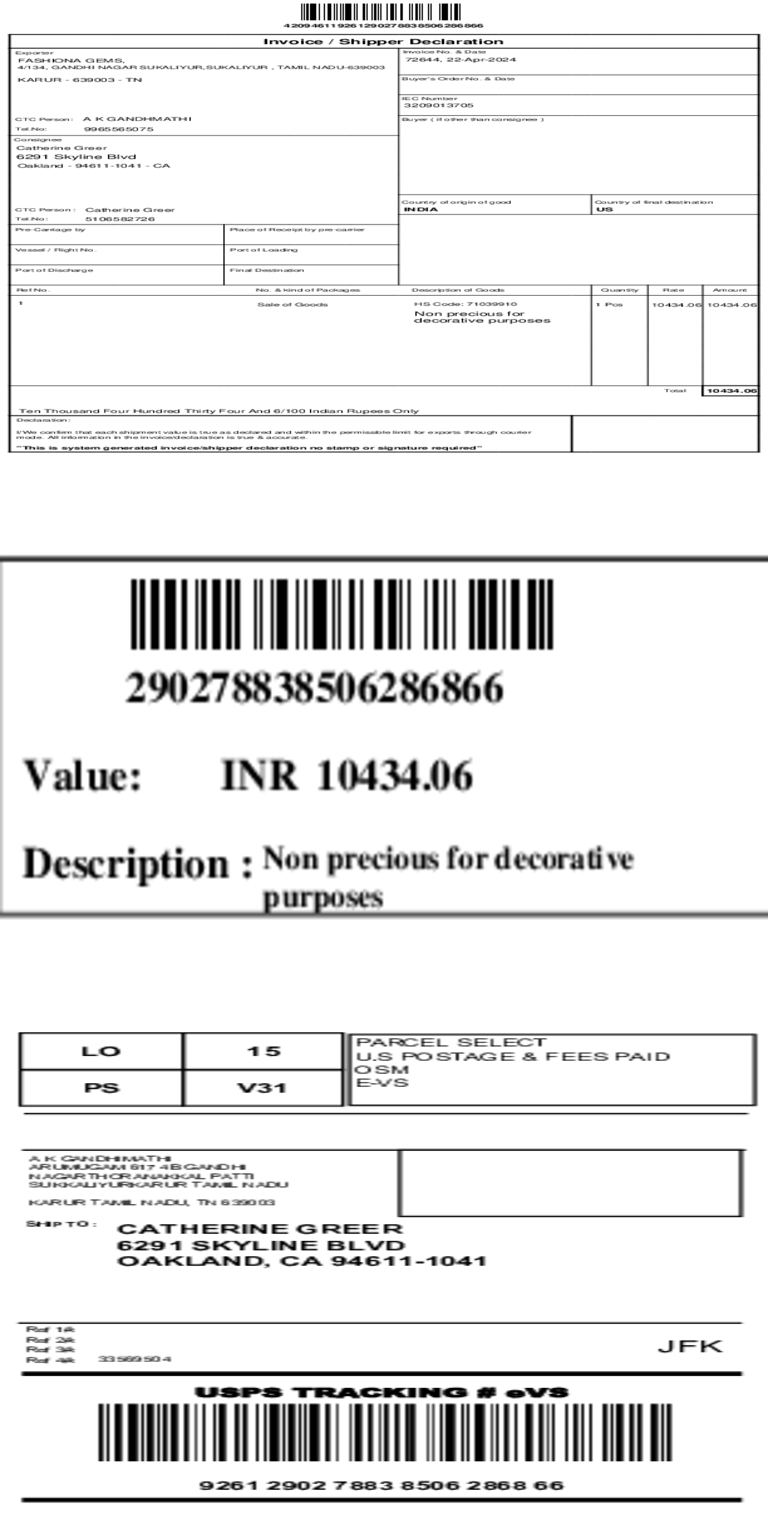 420946119261290278838506286866
Invoice / Shipper Declaration
Exporter
FASHIONA GEMS,
4/134, GANDHI NAGAR SUKALIYUR,SUKALIYUR , TAMIL NADU-639003
KARUR - 639003 - TN
CTC Person : A K GANDHMATHI
Tel.No: 9965565075
Invoice No. & Date
72644, 22-Apr-2024
Buyer's Order No. & Date
IEC Number
3209013705
Buyer ( if other than consignee )
Consignee
Catherine Greer
6291 Skyline Blvd
Oakland - 94611-1041 - CA
CTC Person : Catherine Greer
Tel.No: 5106582726
Country of origin of good
INDIA
Country of final destination
US
Pre-Carriage by
Place of Receipt by pre-carrier
Vessel / Flight No.
Port of Loading
Port of Discharge
Final Destination
Ref.No. No. & kind of Packages Description of Goods Quantity Rate Amount
1 Sale of Goods HS Code: 71039910 1 Pcs 10434.06 10434.06
Non precious for
decorative purposes
Total 10434.06
Ten Thousand Four Hundred Thirty Four And 6/100 Indian Rupees Only
Declaration:
I/We confirm that each shipment value is true as declared and within the permissible limit for exports through courier
mode. All information in the invoice/declaration is true & accurate.
"This is system generated invoice/shipper declaration no stamp or signature required"
290278838506286866
Value: INR 10434.06
Description : Non precious for decorative
purposes
LO 15
PS V31
PARCEL SELECT
U.S POSTAGE & FEES PAID
OSM
E-VS
A K GANDHIMATHI
ARUMUGAM 617 4B GANDHI
NAGARTHORANAKKAL PATTI
SUKKALIYURKARUR TAMIL NADU
KARUR TAMIL NADU, TN 639003
SHIP TO : CATHERINE GREER
6291 SKYLINE BLVD
OAKLAND, CA 94611-1041
Ref 1#:
Ref 2#:
Ref 3#:
Ref 4#: 33569504
JFK
USPS TRACKING # eVS
9261 2902 7883 8506 2868 66